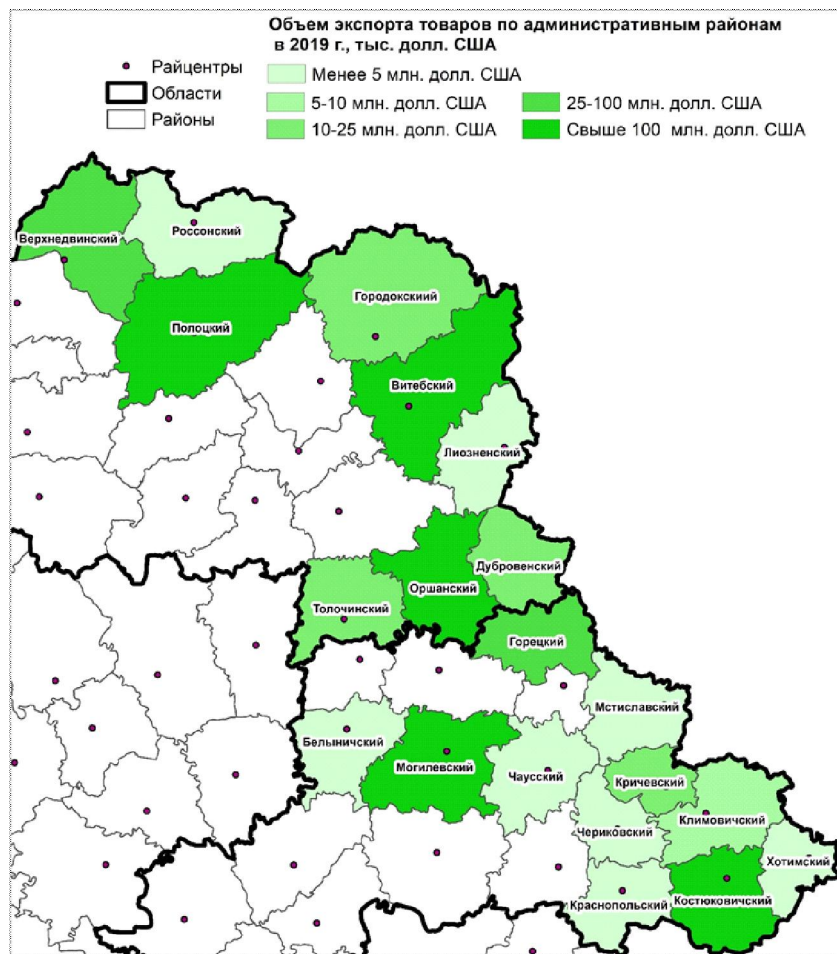 Объем экспорта товаров по административным районам
в 2019 г., тыс. долл. США
Райцентры
Области
Районы
Менее 5 млн. долл. США
5-10 млн. долл. США
10-25 млн. долл. США
25-100 млн. долл. США
Свыше 100 млн. долл. США
Верхнедвинский
Россонский
Полоцкий
Городокскиий
Витебский
Лиозненский
Дубровенский
Оршанский
Толочинский
Горецкий
Мстиславский
Белыничский
Могилевский
Чаусский
Кричевский
Климовичский
Чериковский
Хотимский
Краснопольский
Костюковичский